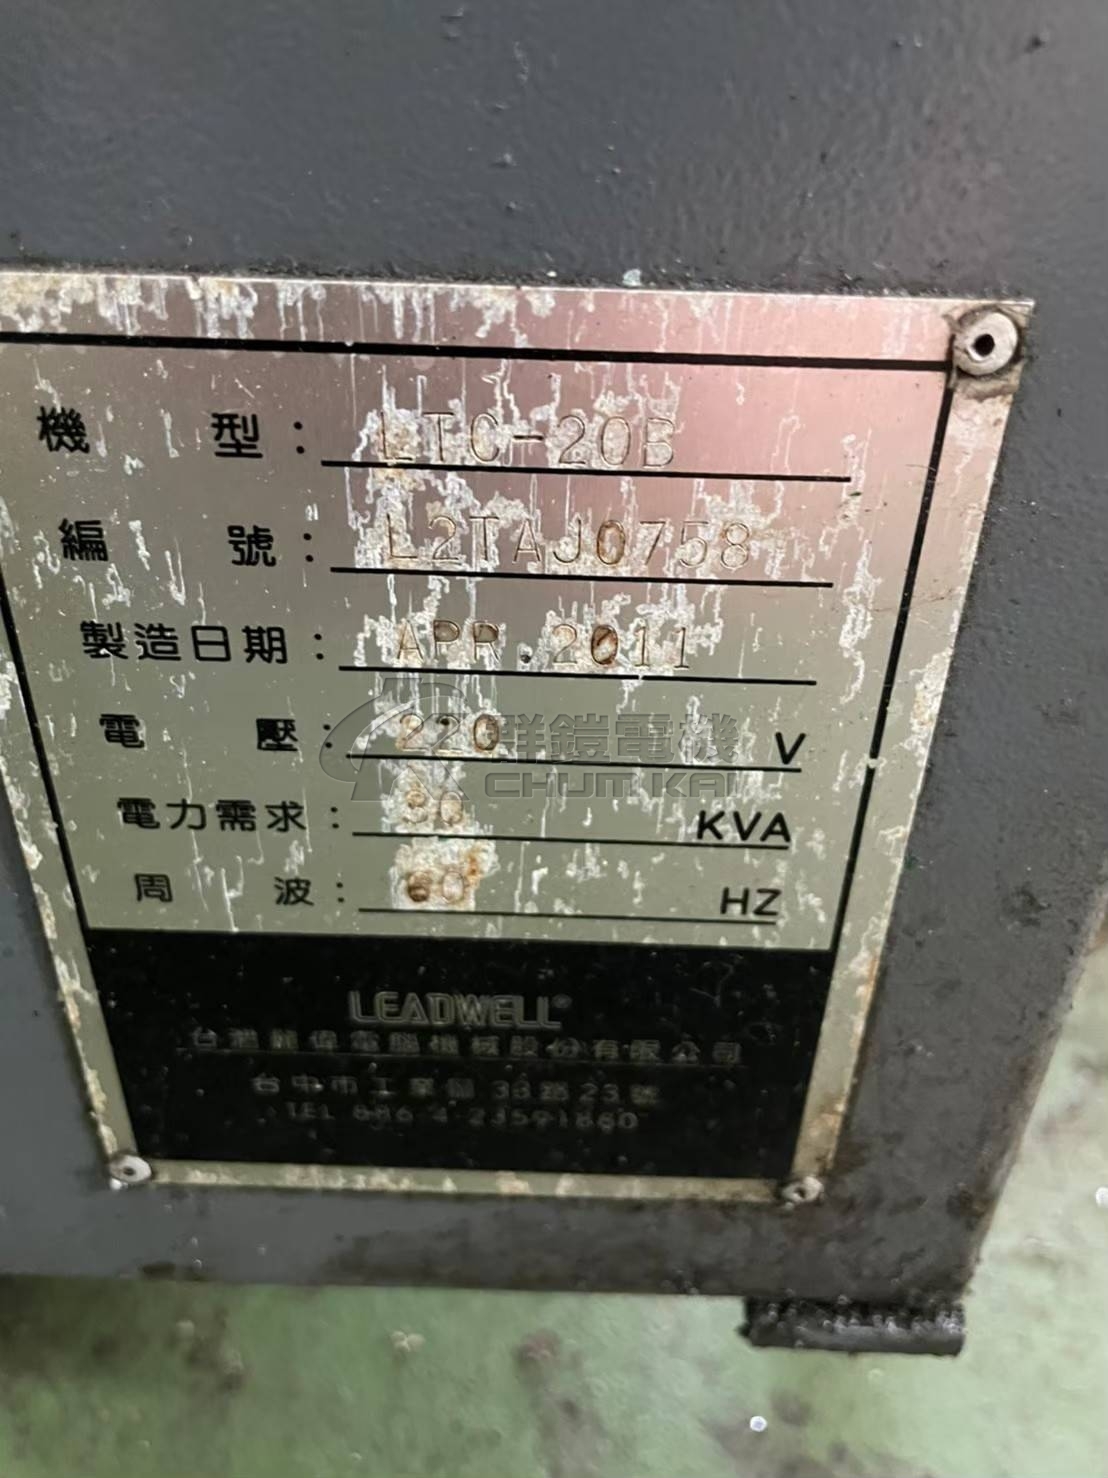 機型：LTC-20B
編號：L2TAJ0758
製造日期：APR.2011
電壓：220 V
群鎧電機
CHUM KAI
電力需求：30 KVA
周波：60 HZ
LEADWELL®
台灣麗偉電腦機械股份有限公司
台中市工業區38路23號
TEL 886 4 23591880